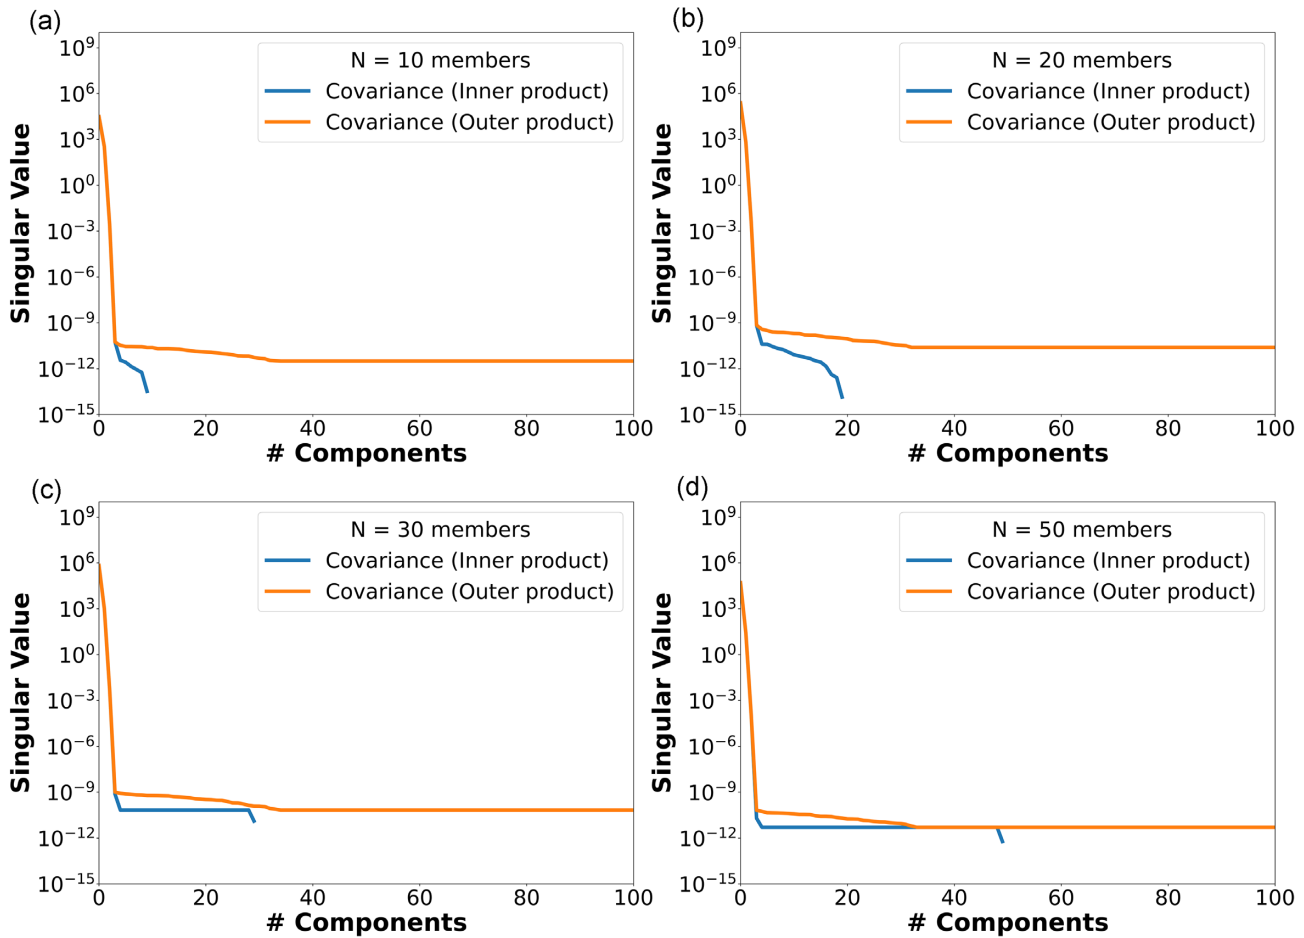 (a)
Singular Value
10⁹
10⁶
10³
10⁰
10⁻³
10⁻⁶
10⁻⁹
10⁻¹²
10⁻¹⁵
N = 10 members
Covariance (Inner product)
Covariance (Outer product)
0 20 40 60 80 100
# Components
(b)
Singular Value
10⁹
10⁶
10³
10⁰
10⁻³
10⁻⁶
10⁻⁹
10⁻¹²
10⁻¹⁵
N = 20 members
Covariance (Inner product)
Covariance (Outer product)
0 20 40 60 80 100
# Components
(c)
Singular Value
10⁹
10⁶
10³
10⁰
10⁻³
10⁻⁶
10⁻⁹
10⁻¹²
10⁻¹⁵
N = 30 members
Covariance (Inner product)
Covariance (Outer product)
0 20 40 60 80 100
# Components
(d)
Singular Value
10⁹
10⁶
10³
10⁰
10⁻³
10⁻⁶
10⁻⁹
10⁻¹²
10⁻¹⁵
N = 50 members
Covariance (Inner product)
Covariance (Outer product)
0 20 40 60 80 100
# Components